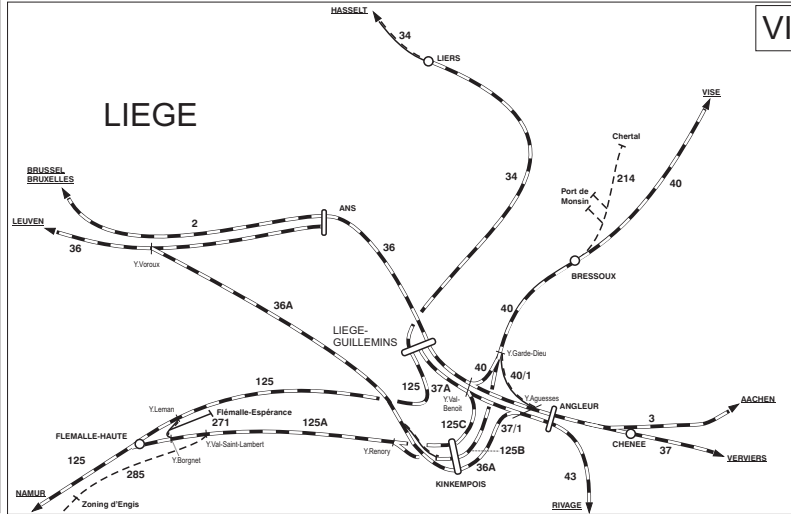 HASSELT
VI
34
LIERS
LIEGE
VISE
Chertal
214
40
Port de
Monsin
34
BRUSSEL
BRUXELLES
ANS
LEUVEN
2
36
36
Y.Voroux
BRESSOUX
36A
40
LIEGE-
GUILLEMINS
Y.Garde-Dieu
40
40/1
125
125
37A
Y.Val-
Benoit
Y.Aguesses
ANGLEUR
AACHEN
Y.Leman
Flémalle-Espérance
271
125A
125C
37/1
3
FLEMALLE-HAUTE
Y.Val-Saint-Lambert
Y.Renory
125B
CHENEE
37
125
Y.Borgnet
285
36A
VERVIERS
KINKEMPOIS
43
NAMUR
Zoning d'Engis
RIVAGE